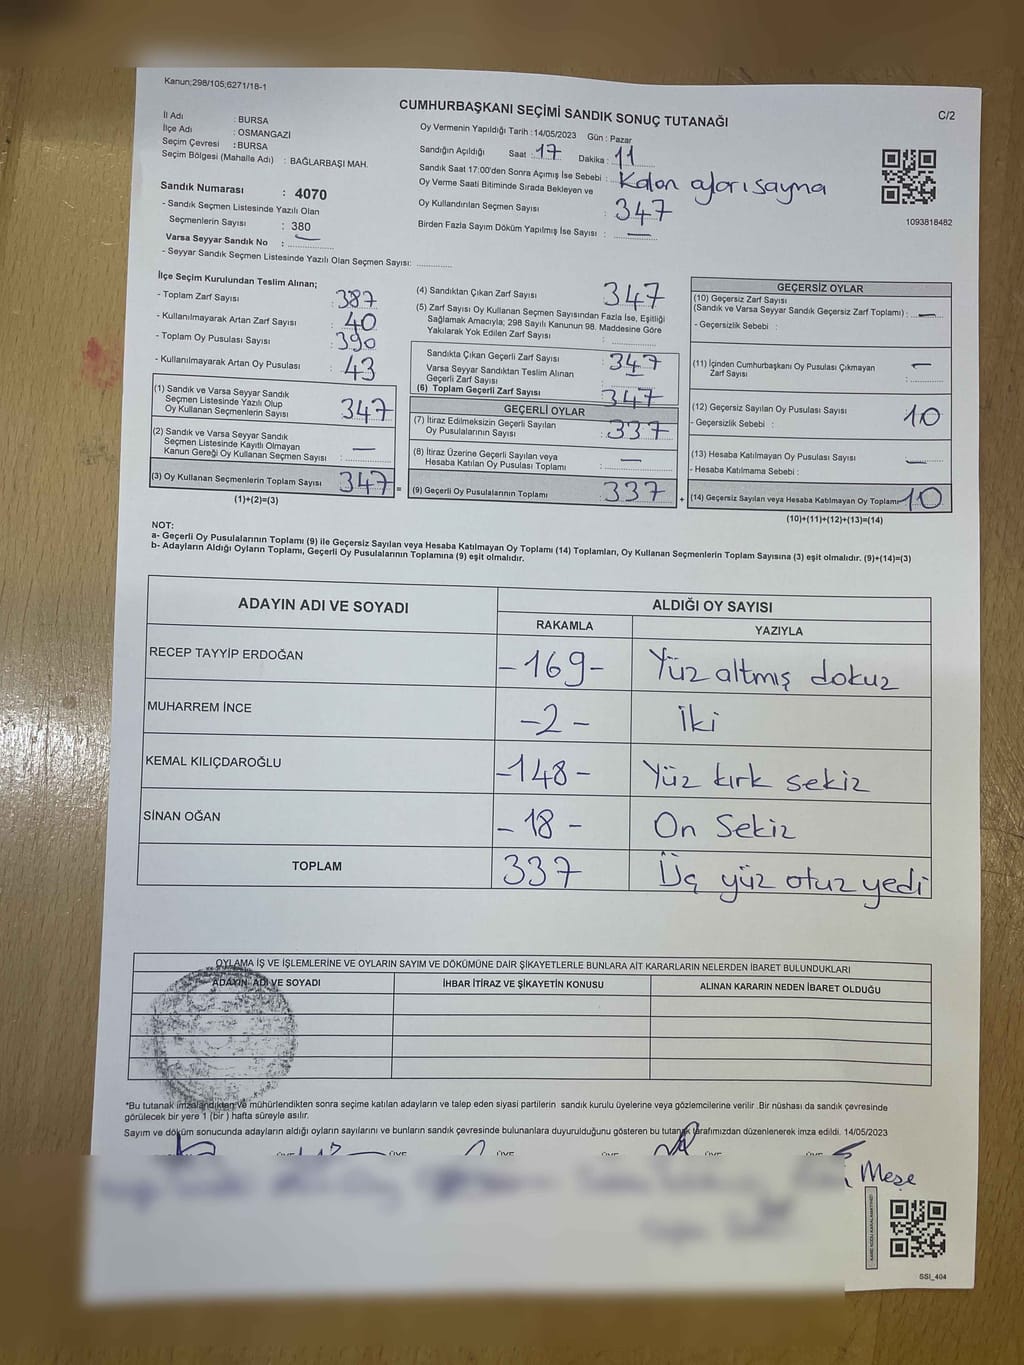 Kanun;298/105;6271/18-1
CUMHURBAŞKANI SEÇİMİ SANDIK SONUÇ TUTANAĞI
C/2
İl Adı : BURSA
İlçe Adı : OSMANGAZİ
Seçim Çevresi : BURSA
Seçim Bölgesi (Mahalle Adı) : BAĞLARBAŞI MAH.
Sandık Numarası : 4070
- Sandık Seçmen Listesinde Yazılı Olan
Seçmenlerin Sayısı : 380
Varsa Seyyar Sandık No : —
- Seyyar Sandık Seçmen Listesinde Yazılı Olan Seçmen Sayısı:
Oy Vermenin Yapıldığı Tarih :14/05/2023 Gün : Pazar
Sandığın Açıldığı Saat : 17 Dakika : 11
Sandık Saat 17:00'den Sonra Açımış İse Sebebi : Kalan oyları sayma
Oy Verme Saati Bitiminde Sırada Bekleyen ve
Oy Kullandırılan Seçmen Sayısı : 347
Birden Fazla Sayım Döküm Yapılmış İse Sayısı : —
1093818482
İlçe Seçim Kurulundan Teslim Alınan;
- Toplam Zarf Sayısı : 387
- Kullanılmayarak Artan Zarf Sayısı : 40
- Toplam Oy Pusulası Sayısı : 390
- Kullanılmayarak Artan Oy Pusulası : 43
(1) Sandık ve Varsa Seyyar Sandık
Seçmen Listesinde Yazılı Olup
Oy Kullanan Seçmenlerin Sayısı : 347
(2) Sandık ve Varsa Seyyar Sandık
Seçmen Listesinde Kayıtlı Olmayan
Kanun Gereği Oy Kullanan Seçmen Sayısı : —
(3) Oy Kullanan Seçmenlerin Toplam Sayısı : 347
(1)+(2)=(3)
(4) Sandıktan Çıkan Zarf Sayısı : 347
(5) Zarf Sayısı Oy Kullanan Seçmen Sayısından Fazla İse, Eşitliği
Sağlamak Amacıyla; 298 Sayılı Kanunun 98. Maddesine Göre
Yakılarak Yok Edilen Zarf Sayısı :
Sandıkta Çıkan Geçerli Zarf Sayısı : 347
Varsa Seyyar Sandıktan Teslim Alınan
Geçerli Zarf Sayısı : —
(6) Toplam Geçerli Zarf Sayısı : 347
GEÇERLİ OYLAR
(7) İtiraz Edilmeksizin Geçerli Sayılan
Oy Pusulalarının Sayısı : 337
(8) İtiraz Üzerine Geçerli Sayılan veya
Hesaba Katılan Oy Pusulası Toplamı : —
= (9) Geçerli Oy Pusulalarının Toplamı : 337 +
GEÇERSİZ OYLAR
(10) Geçersiz Zarf Sayısı
(Sandık ve Varsa Seyyar Sandık Geçersiz Zarf Toplamı) : —
- Geçersizlik Sebebi :
(11) İçinden Cumhurbaşkanı Oy Pusulası Çıkmayan
Zarf Sayısı : —
(12) Geçersiz Sayılan Oy Pusulası Sayısı : 10
- Geçersizlik Sebebi :
(13) Hesaba Katılmayan Oy Pusulası Sayısı : —
- Hesaba Katılmama Sebebi :
(14) Geçersiz Sayılan veya Hesaba Katılmayan Oy Toplamı 10
(10)+(11)+(12)+(13)=(14)
NOT:
a- Geçerli Oy Pusulalarının Toplamı (9) ile Geçersiz Sayılan veya Hesaba Katılmayan Oy Toplamı (14) Toplamları, Oy Kullanan Seçmenlerin Toplam Sayısına (3) eşit olmalıdır. (9)+(14)=(3)
b- Adayların Aldığı Oyların Toplamı, Geçerli Oy Pusulalarının Toplamına (9) eşit olmalıdır.
ADAYIN ADI VE SOYADI ALDIĞI OY SAYISI
RAKAMLA YAZIYLA
RECEP TAYYİP ERDOĞAN -169- Yüz altmış dokuz
MUHARREM İNCE -2- İki
KEMAL KILIÇDAROĞLU -148- Yüz kırk sekiz
SİNAN OĞAN -18- On Sekiz
TOPLAM 337 Üç yüz otuz yedi
OYLAMA İŞ VE İŞLEMLERİNE VE OYLARIN SAYIM VE DÖKÜMÜNE DAİR ŞİKAYETLERLE BUNLARA AİT KARARLARIN NELERDEN İBARET BULUNDUKLARI
ADAYIN ADI VE SOYADI İHBAR İTİRAZ VE ŞİKAYETİN KONUSU ALINAN KARARIN NEDEN İBARET OLDUĞU
*Bu tutanak imzalandıktan ve mühürlendikten sonra seçime katılan adayların ve talep eden siyasi partilerin sandık kurulu üyelerine veya gözlemcilerine verilir .Bir nüshası da sandık çevresinde
görülecek bir yere 1 (bir ) hafta süreyle asılır.
Sayım ve döküm sonucunda adayların aldığı oyların sayılarını ve bunların sandık çevresinde bulunanlara duyurulduğunu gösteren bu tutanak tarafımızdan düzenlenerek imza edildi. 14/05/2023
Meşe
SSI_404